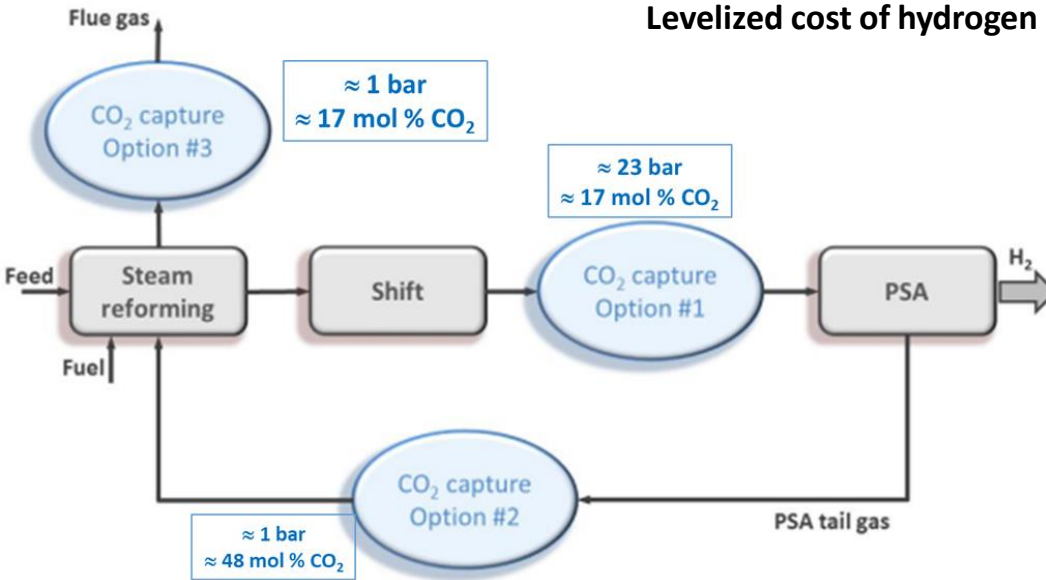 Levelized cost of hydrogen
Flue gas
CO₂ capture
Option #3
≈ 1 bar
≈ 17 mol % CO₂
≈ 23 bar
≈ 17 mol % CO₂
Feed
Steam
reforming
Shift
CO₂ capture
Option #1
PSA
H₂
Fuel
CO₂ capture
Option #2
PSA tail gas
≈ 1 bar
≈ 48 mol % CO₂